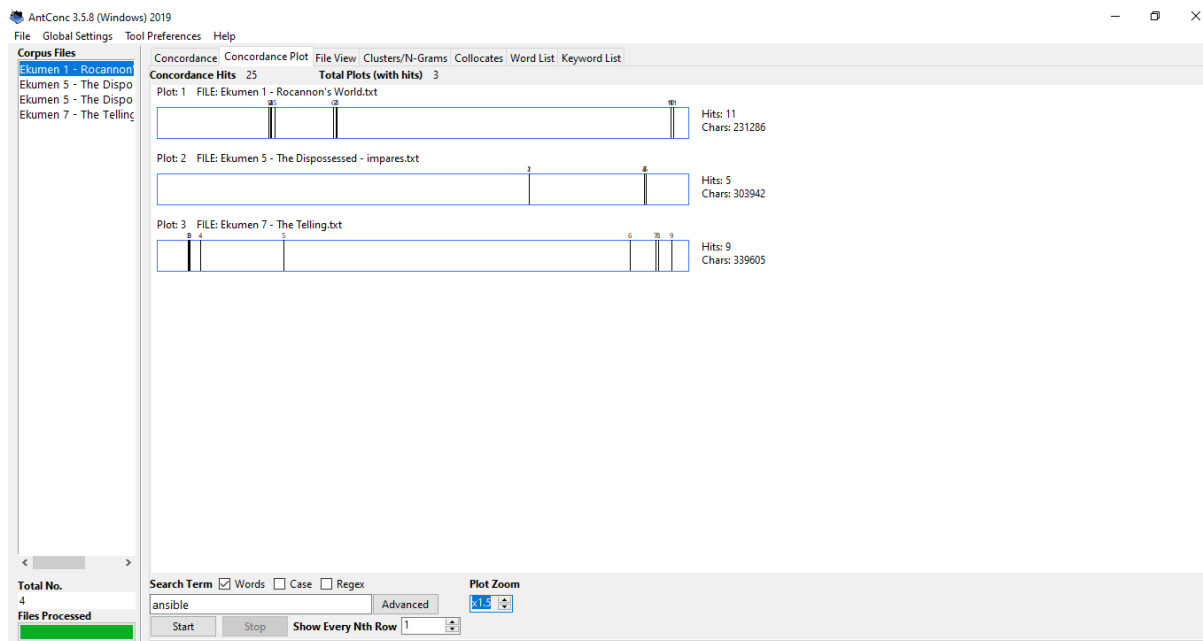 AntConc 3.5.8 (Windows) 2019
File Global Settings Tool Preferences Help
Corpus Files
Ekumen 1 - Rocannon'
Ekumen 5 - The Dispo
Ekumen 5 - The Dispo
Ekumen 7 - The Telling
Total No.
4
Files Processed
Concordance Concordance Plot File View Clusters/N-Grams Collocates Word List Keyword List
Concordance Hits 25 Total Plots (with hits) 3
Plot: 1 FILE: Ekumen 1 - Rocannon's World.txt
Hits: 11
Chars: 231286
Plot: 2 FILE: Ekumen 5 - The Dispossessed - impares.txt
Hits: 5
Chars: 303942
Plot: 3 FILE: Ekumen 7 - The Telling.txt
4 5 6 9
Hits: 9
Chars: 339605
Search Term Words Case Regex Plot Zoom
ansible Advanced x1.5
Start Stop Show Every Nth Row 1